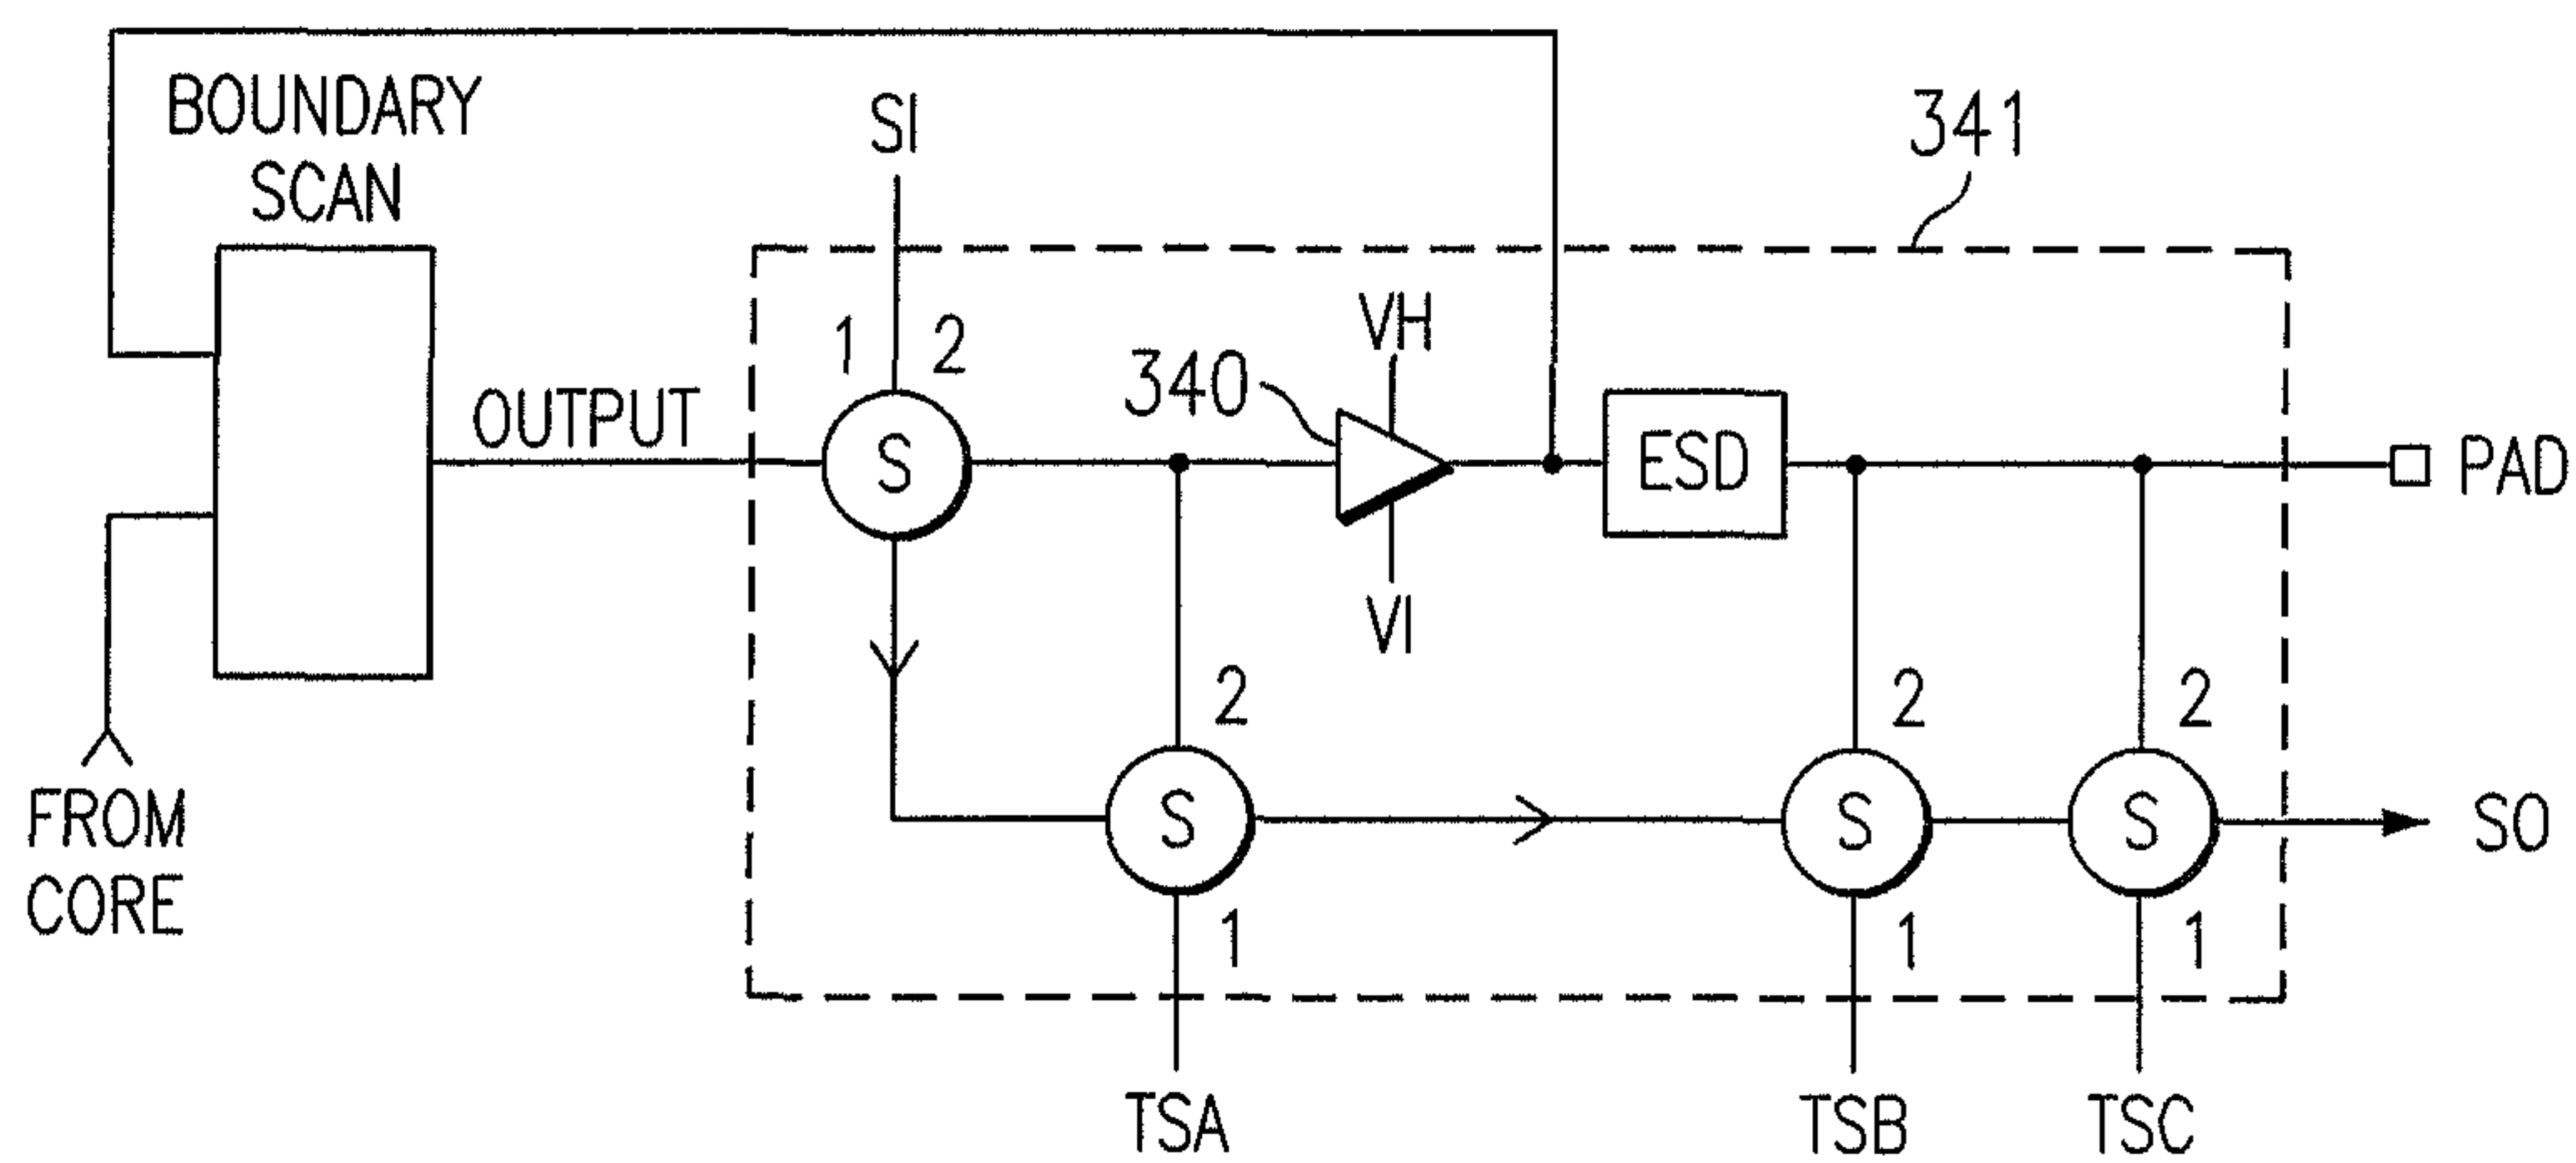 BOUNDARY
SCAN
SI
341
1 2
VH
340
OUTPUT
S
ESD
PAD
VI
2
2
2
S
S
S
SO
FROM
CORE
1
1
1
TSA
TSB
TSC